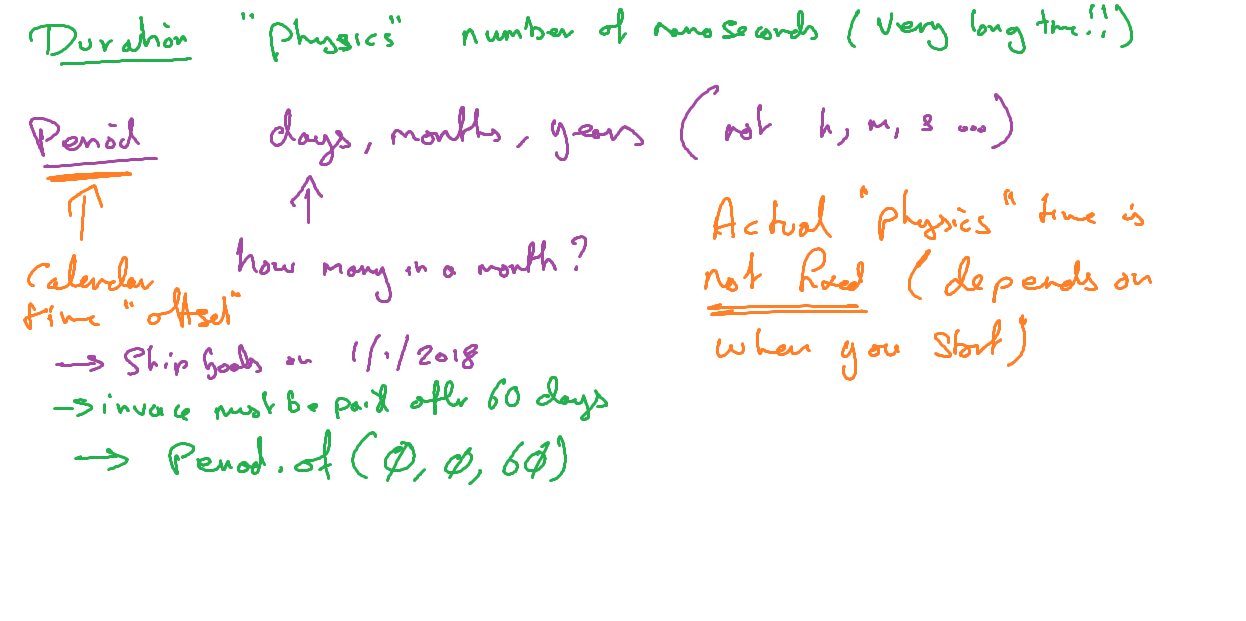 Duration "physics" number of nanoseconds (very long time!!!)
Period days, months, years (not h, m, s ...)
Calendar time "offset"
how many in a month?
Actual "physics" time is
not fixed (depends on
when you start)
→ Ship Goods on 1/1/2018
→ invoice must be paid after 60 days
→ Period.of(0, 0, 60)